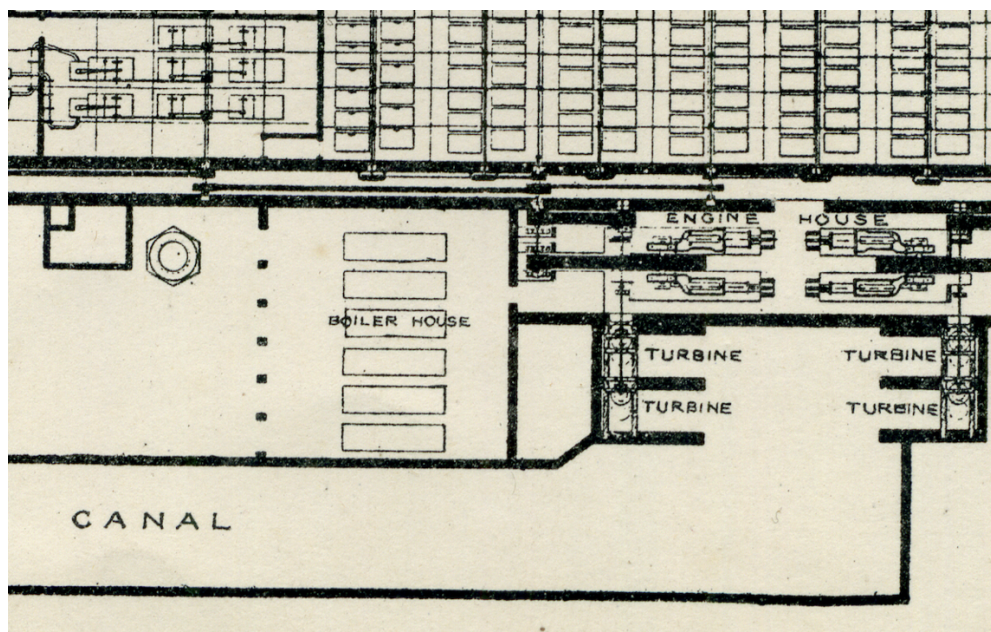 ENGINE HOUSE
BOILER HOUSE
TURBINE TURBINE
TURBINE TURBINE
CANAL